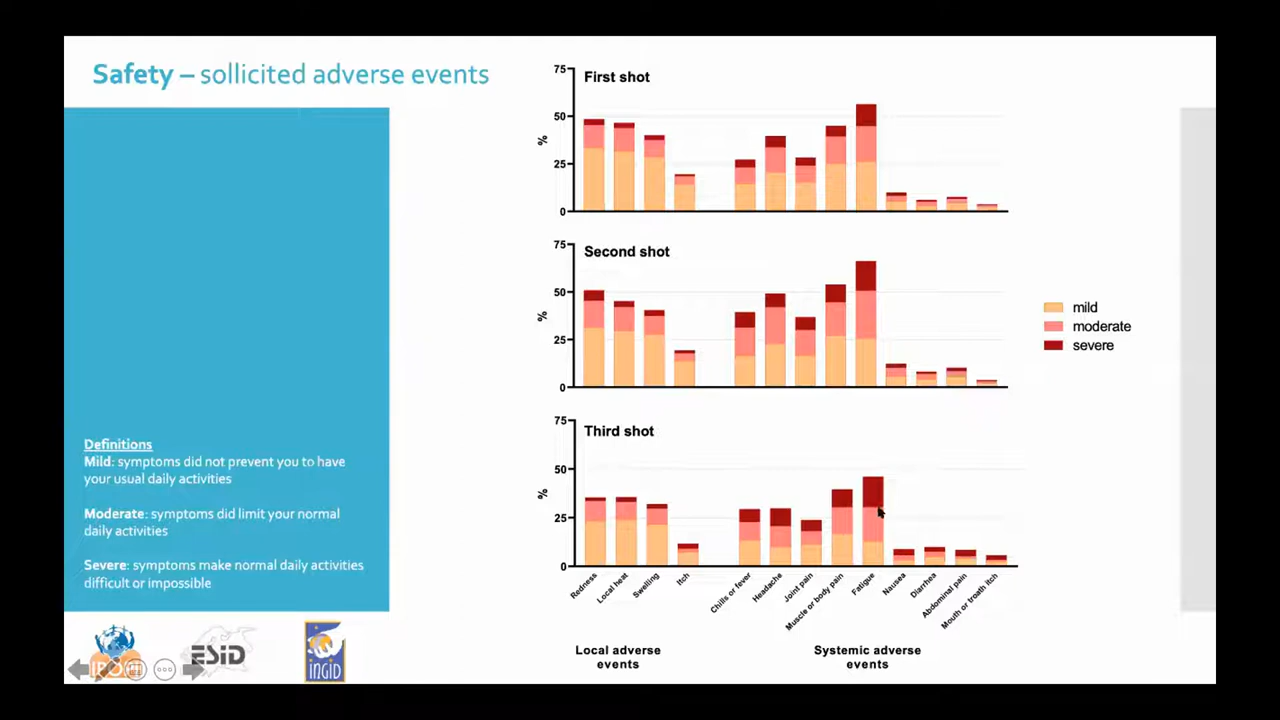 Safety – sollicited adverse events
Definitions
Mild: symptoms did not prevent you to have
your usual daily activities
Moderate: symptoms did limit your normal
daily activities
Severe: symptoms make normal daily activities
difficult or impossible
ESID
INGID
First shot
75
50
25
0
%
Second shot
75
50
25
0
%
Third shot
75
50
25
0
%
Redness
Local heat
Swelling
Itch
Chills or fever
Headache
Joint pain
Muscle or body pain
Fatigue
Nausea
Diarrhea
Abdominal pain
Mouth or troath itch
Local adverse
events
Systemic adverse
events
mild
moderate
severe